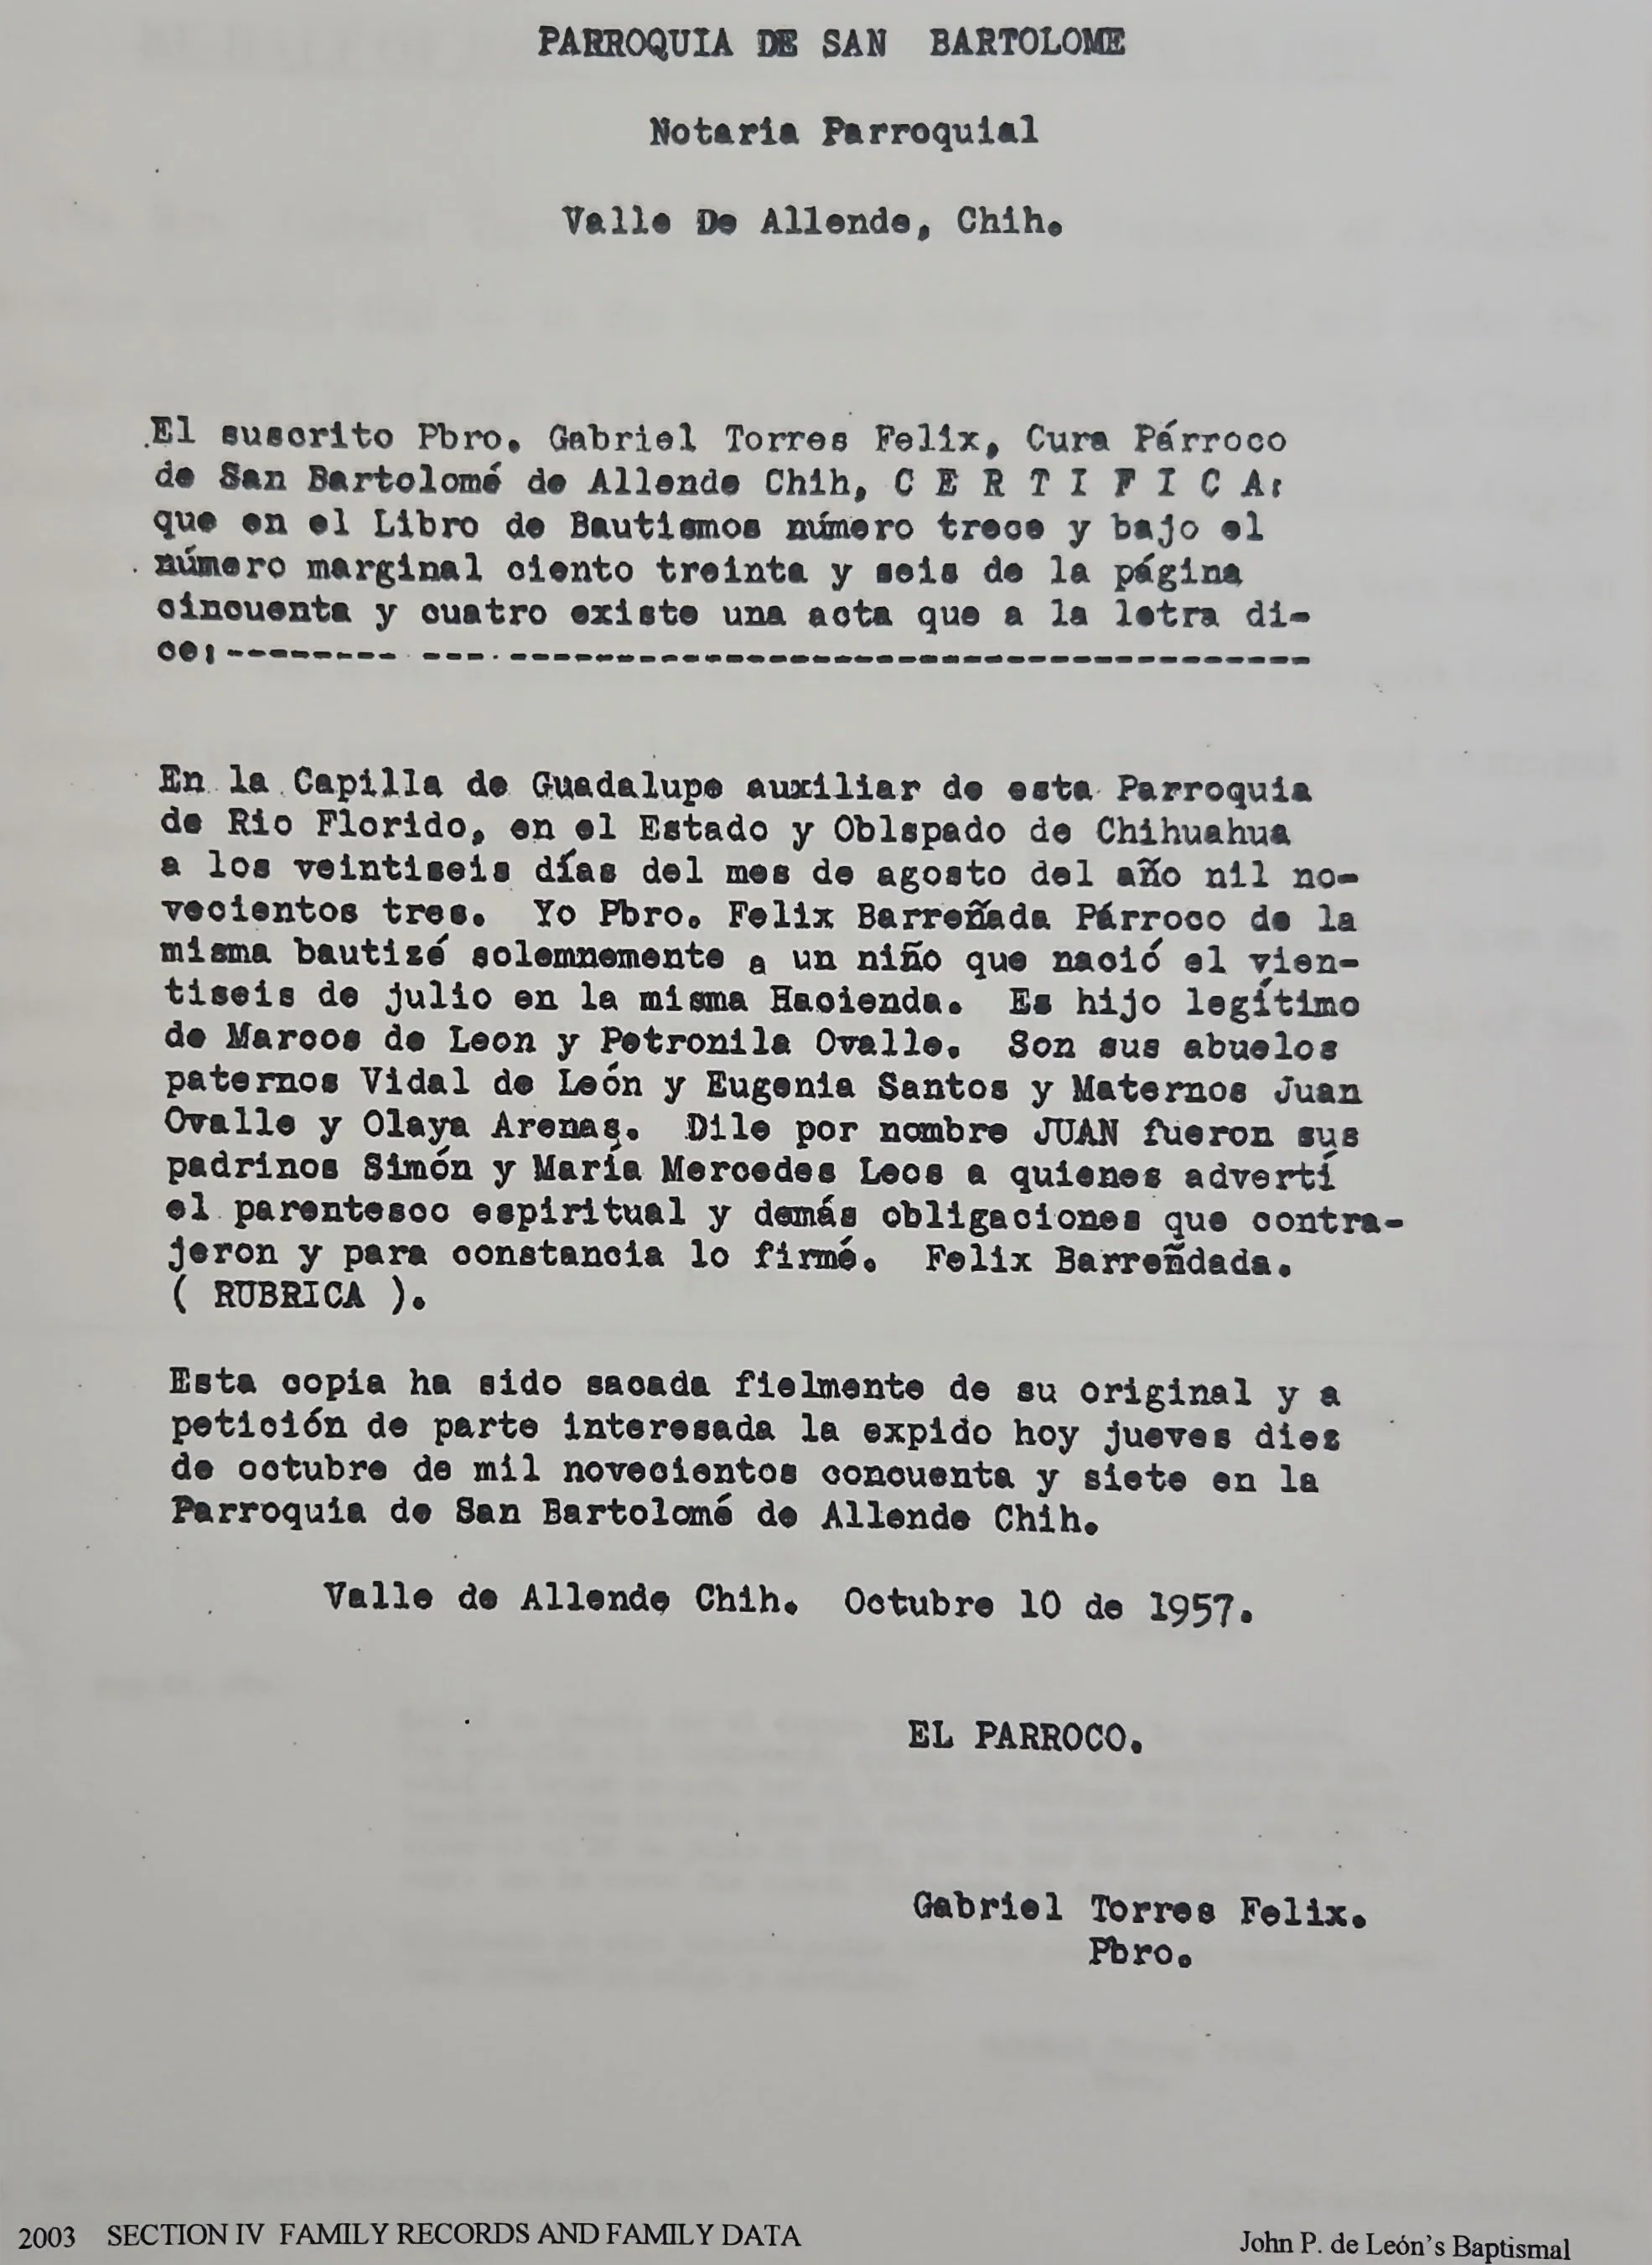 PARROQUIA DE SAN BARTOLOME
Notaria Parroquial
Valle De Allende, Chih.
El suscrito Pbro. Gabriel Torres Felix, Cura Párroco
de San Bartolomé de Allende Chih, C E R T I F I C A:
que en el Libro de Bautismos número trece y bajo el
número marginal ciento treinta y seis de la página
cincuenta y cuatro existe una acta que a la letra di-
ce:--------- ---.---------------------------------------------
En la Capilla de Guadalupe auxiliar de esta Parroquia
de Rio Florido, en el Estado y Oblspado de Chihuahua
a los veintiseis días del mes de agosto del año nil no-
vecientos tres. Yo Pbro. Felix Barreñada Párroco de la
misma bautizé solemnemente a un niño que nació el vien-
tiseis de julio en la misma Hacienda. Es hijo legítimo
de Marcos de Leon y Petronila Ovalle. Son sus abuelos
paternos Vidal de León y Eugenia Santos y Maternos Juan
Ovalle y Olaya Arenas. Dile por nombre JUAN fueron sus
padrinos Simón y María Mercedes Leos a quienes advertí
el parentesco espiritual y demás obligaciones que contra-
jeron y para constancia lo firmé. Felix Barreñdada.
( RUBRICA ).
Esta copia ha sido sacada fielmente de su original y a
petición de parte interesada la expido hoy jueves diez
de octubre de mil novecientos concuenta y siete en la
Parroquia de San Bartolomé de Allende Chih.
Valle de Allende Chih. Octubre 10 de 1957.
EL PARROCO.
Gabriel Torres Felix.
Pbro.
2003 SECTION IV FAMILY RECORDS AND FAMILY DATA
John P. de León's Baptismal